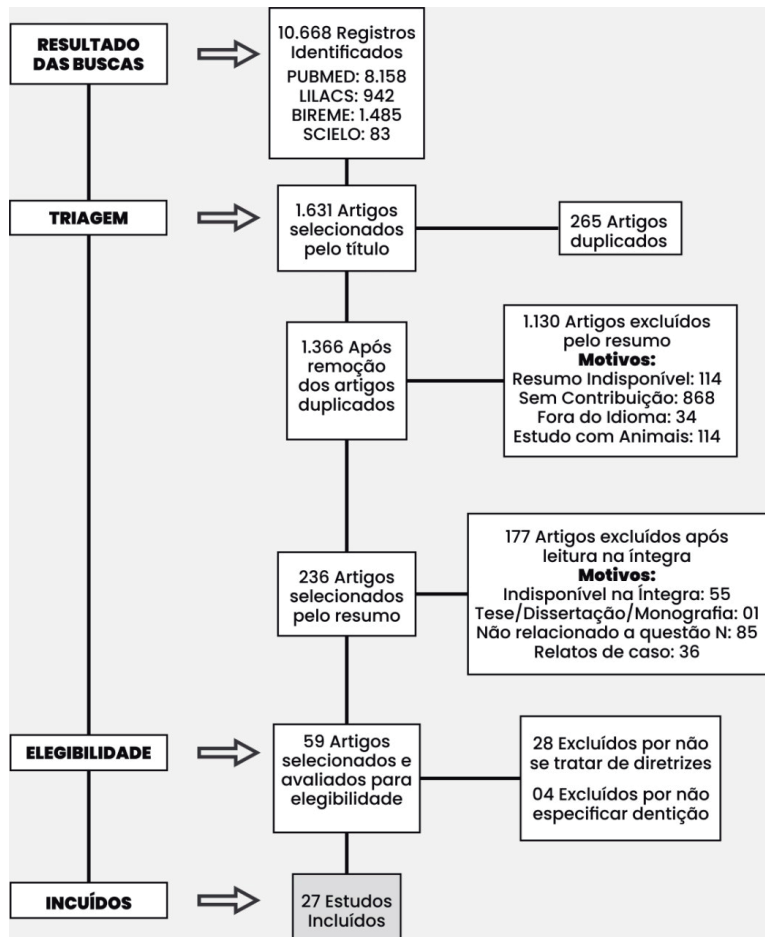 RESULTADO
DAS BUSCAS
10.668 Registros
Identificados
PUBMED: 8.158
LILACS: 942
BIREME: 1.485
SCIELO: 83
TRIAGEM
1.631 Artigos
selecionados
pelo título
265 Artigos
duplicados
1.366 Após
remoção
dos artigos
duplicados
1.130 Artigos excluídos
pelo resumo
Motivos:
Resumo Indisponível: 114
Sem Contribuição: 868
Fora do Idioma: 34
Estudo com Animais: 114
236 Artigos
selecionados
pelo resumo
177 Artigos excluídos após
leitura na íntegra
Motivos:
Indisponível na Íntegra: 55
Tese/Dissertação/Monografia: 01
Não relacionado a questão N: 85
Relatos de caso: 36
ELEGIBILIDADE
59 Artigos
selecionados e
avaliados para
elegibilidade
28 Excluídos por não
se tratar de diretrizes
04 Excluídos por não
especificar dentição
INCUÍDOS
27 Estudos
Incluídos